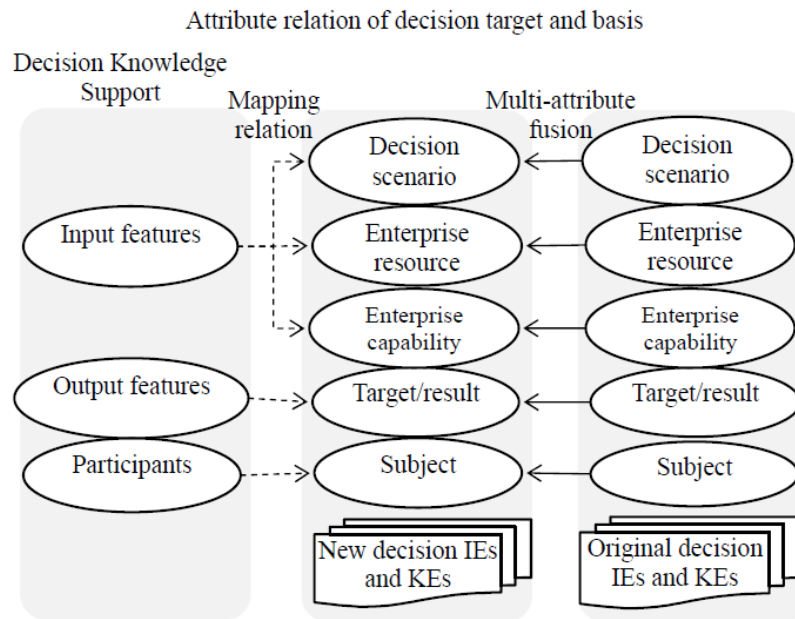 Attribute relation of decision target and basis
Decision Knowledge
Support
Mapping
relation
Multi-attribute
fusion
Input features
Output features
Participants
Decision
scenario
Enterprise
resource
Enterprise
capability
Target/result
Subject
New decision IEs
and KEs
Decision
scenario
Enterprise
resource
Enterprise
capability
Target/result
Subject
Original decision
IEs and KEs